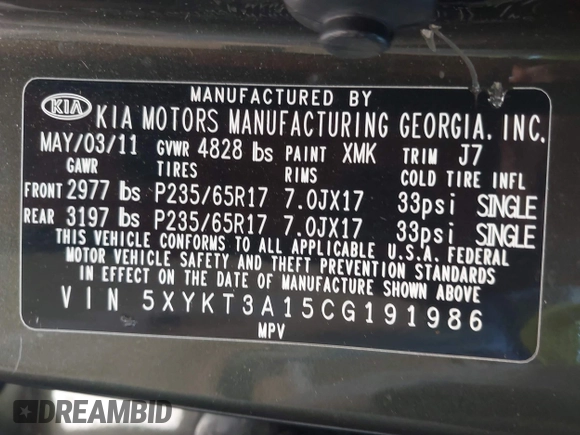 MANUFACTURED BY
KIA KIA MOTORS MANUFACTURING GEORGIA, INC.
MAY/03/11 GVWR 4828 lbs PAINT XMK TRIM J7
GAWR TIRES RIMS COLD TIRE INFL
FRONT 2977 lbs P235/65R17 7.0JX17 33psi SINGLE
REAR 3197 lbs P235/65R17 7.0JX17 33psi SINGLE
THIS VEHICLE CONFORMS TO ALL APPLICABLE U.S.A. FEDERAL
MOTOR VEHICLE SAFETY AND THEFT PREVENTION STANDARDS
IN EFFECT ON THE DATE OF MANUFACTURE SHOWN ABOVE
VIN 5XYKT3A15CG191986
MPV
DREAMBID